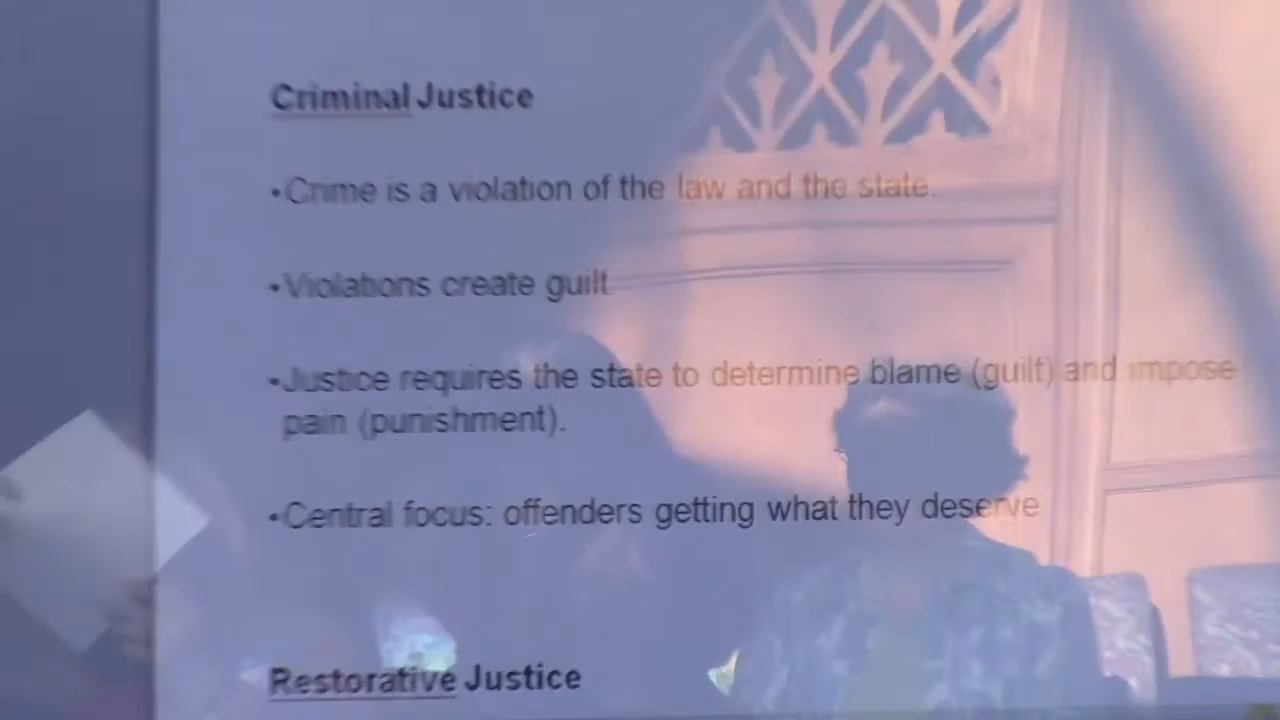 Criminal Justice
•Crime is a violation of the law and the state.
•Violations create guilt
•Justice requires the state to determine blame (guilt) and impose
pain (punishment).
•Central focus: offenders getting what they deserve
Restorative Justice